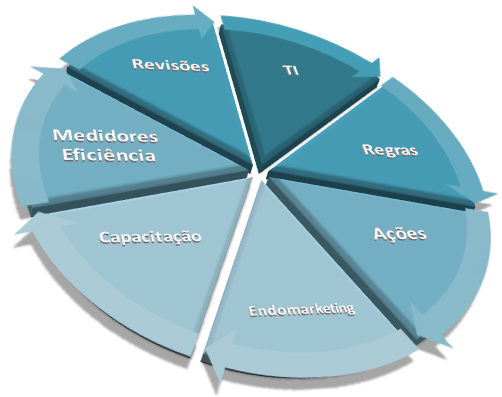 TI
Regras
Ações
Endomarketing
Capacitação
Medidores
Eficiência
Revisões